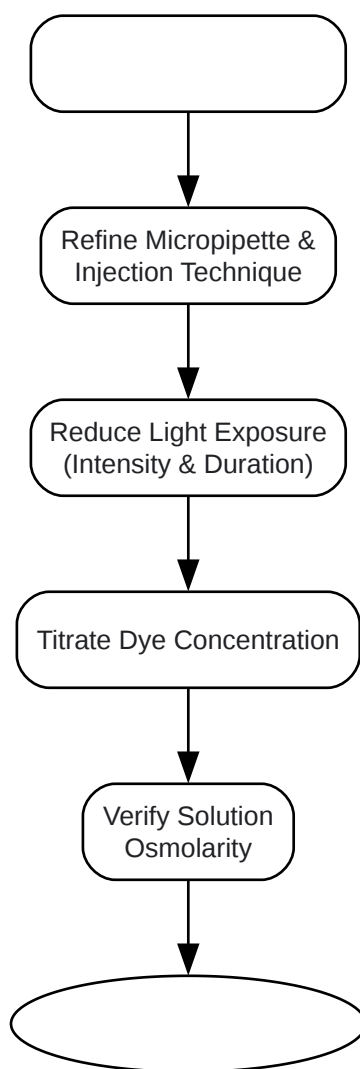 Refine Micropipette &
Injection Technique
Reduce Light Exposure
(Intensity & Duration)
Titrate Dye Concentration
Verify Solution
Osmolarity